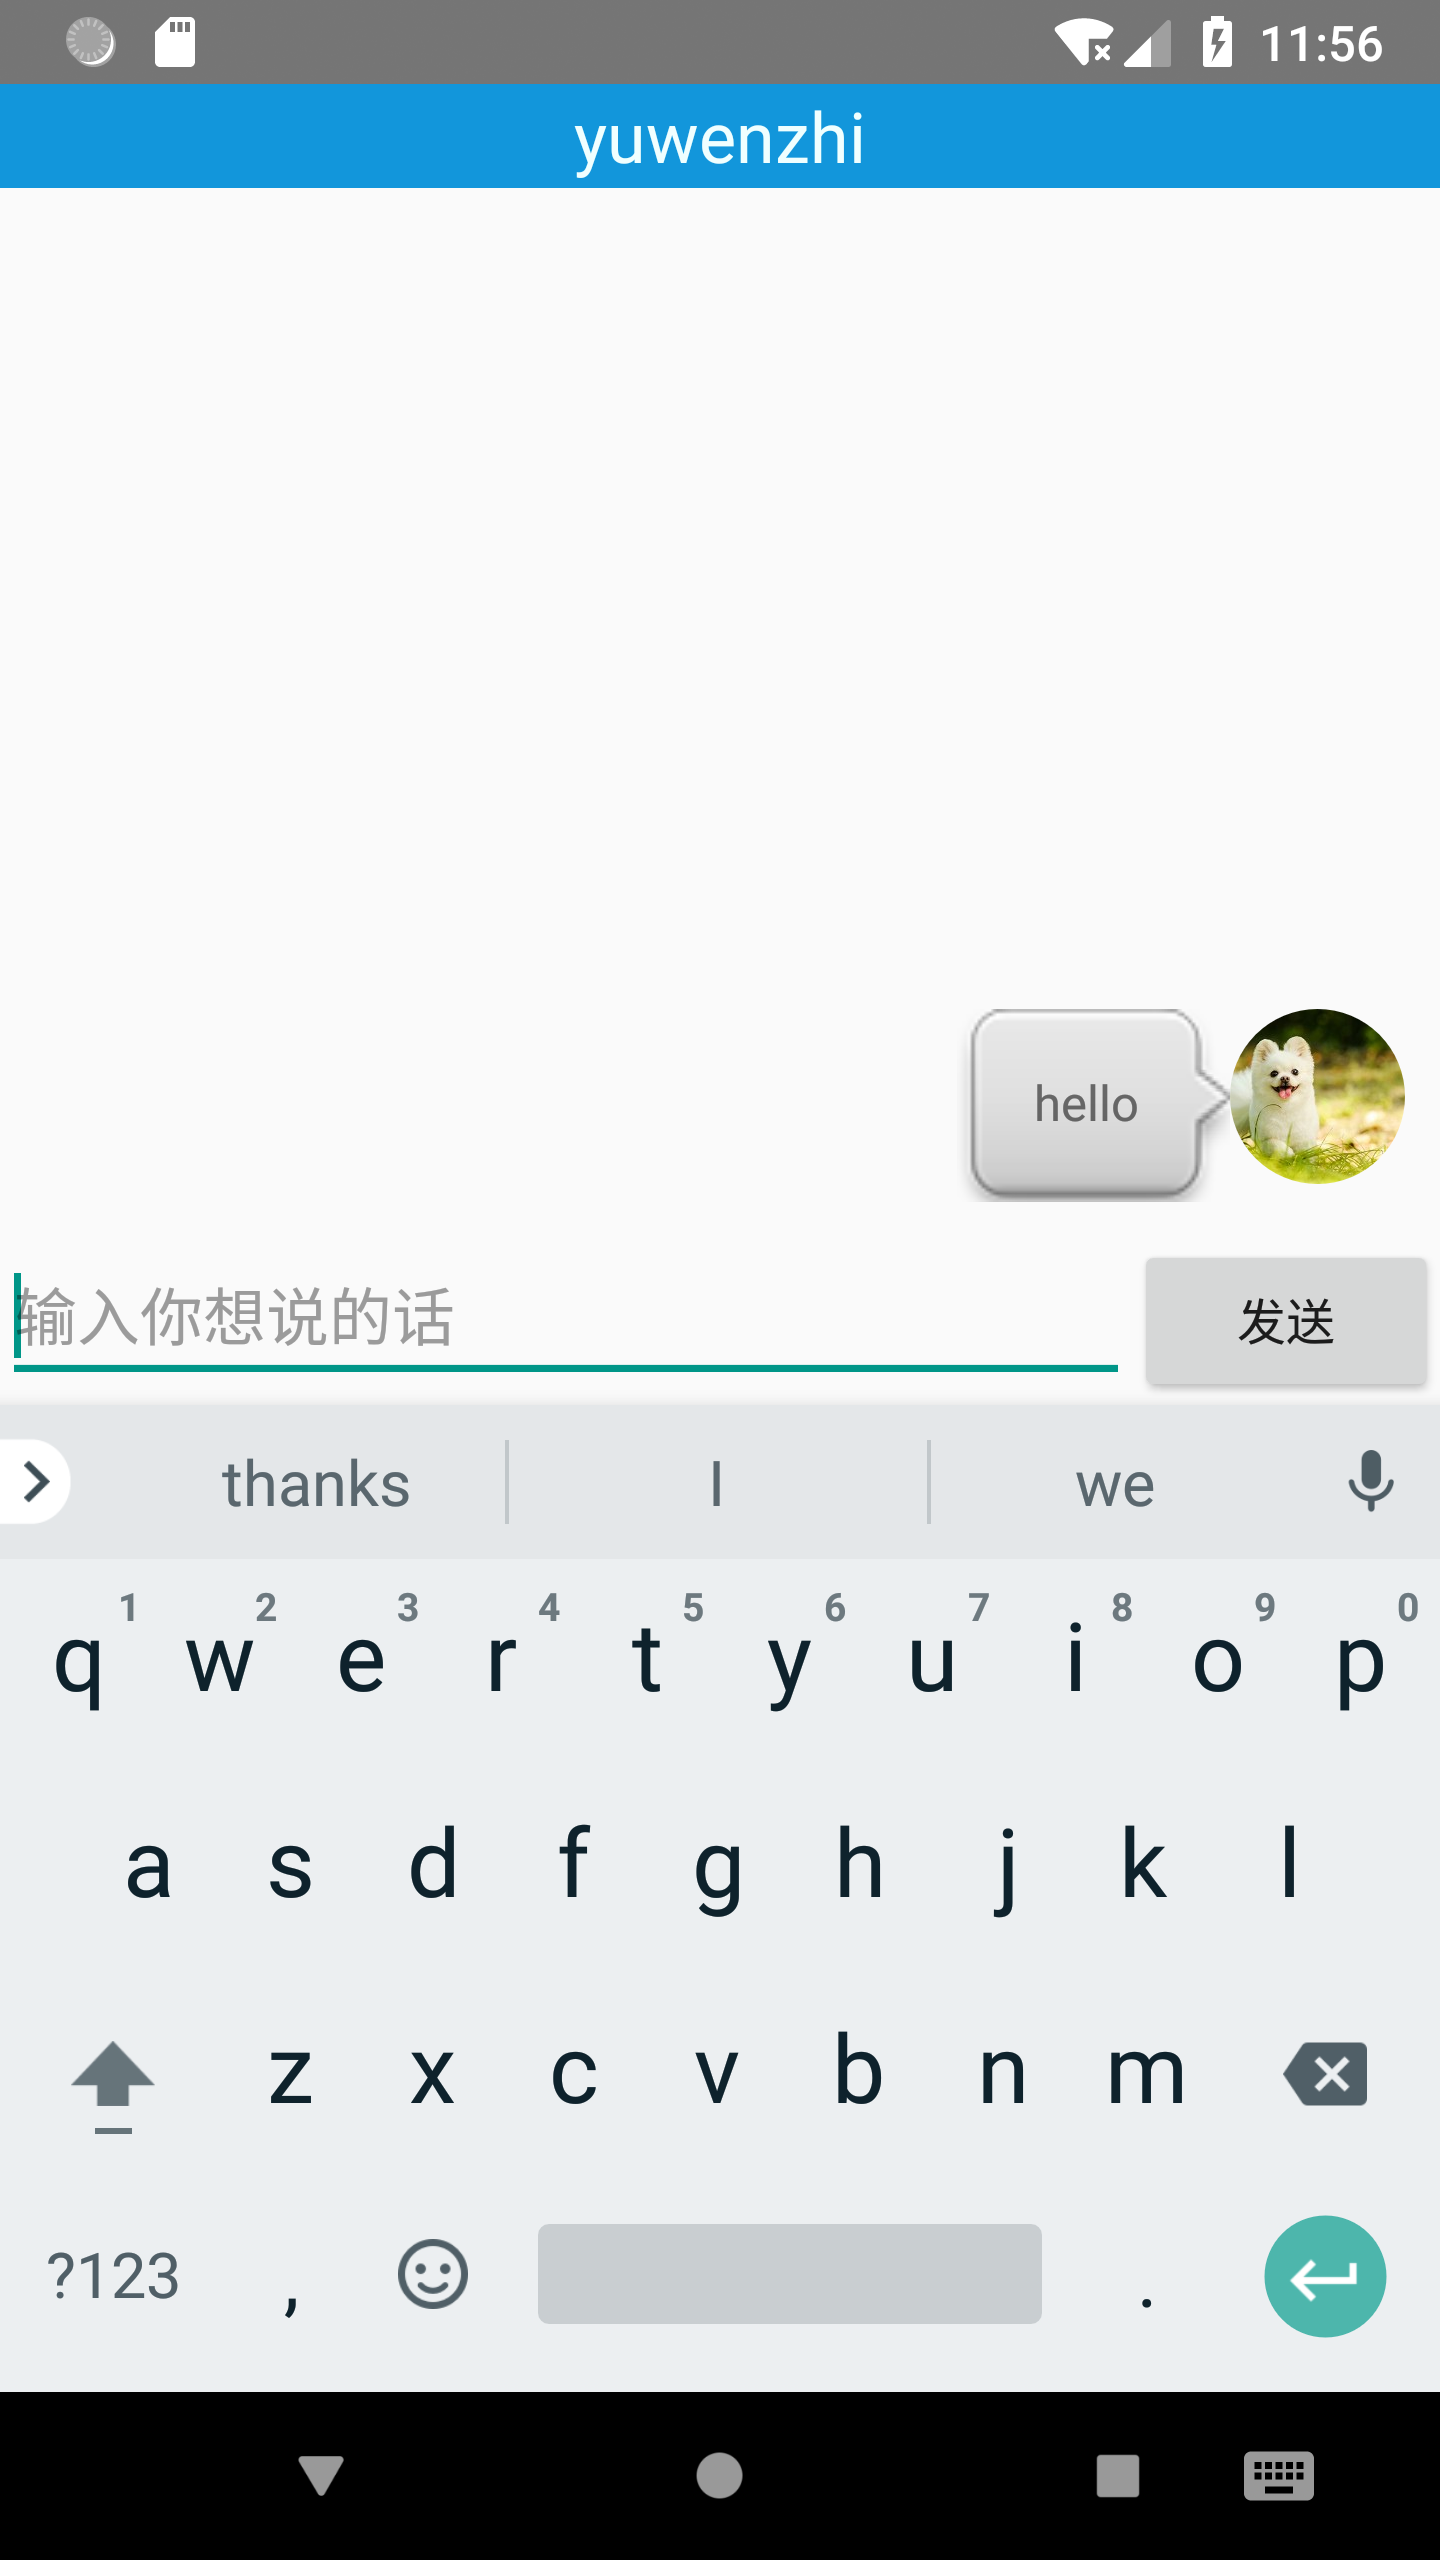 11:56
yuwenzhi
hello
输入你想说的话
发送
thanks I we
1 2 3 4 5 6 7 8 9 0
q w e r t y u i o p
a s d f g h j k l
z x c v b n m
?123 , .